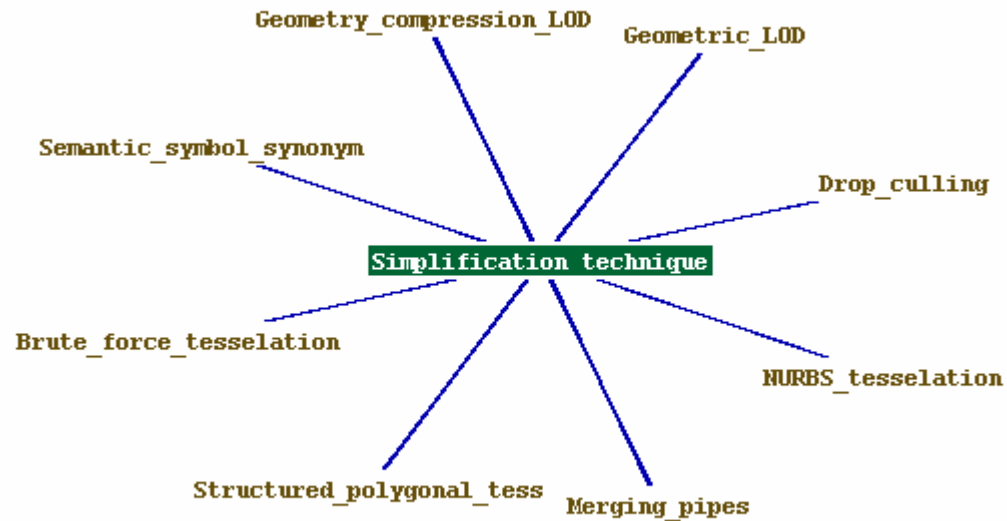 Geometry_compression_LOD
Geometric_LOD
Semantic_symbol_synonym
Drop_culling
Simplification technique
Brute_force_tesselation
NURBS_tesselation
Structured_polygonal_tess
Merging_pipes